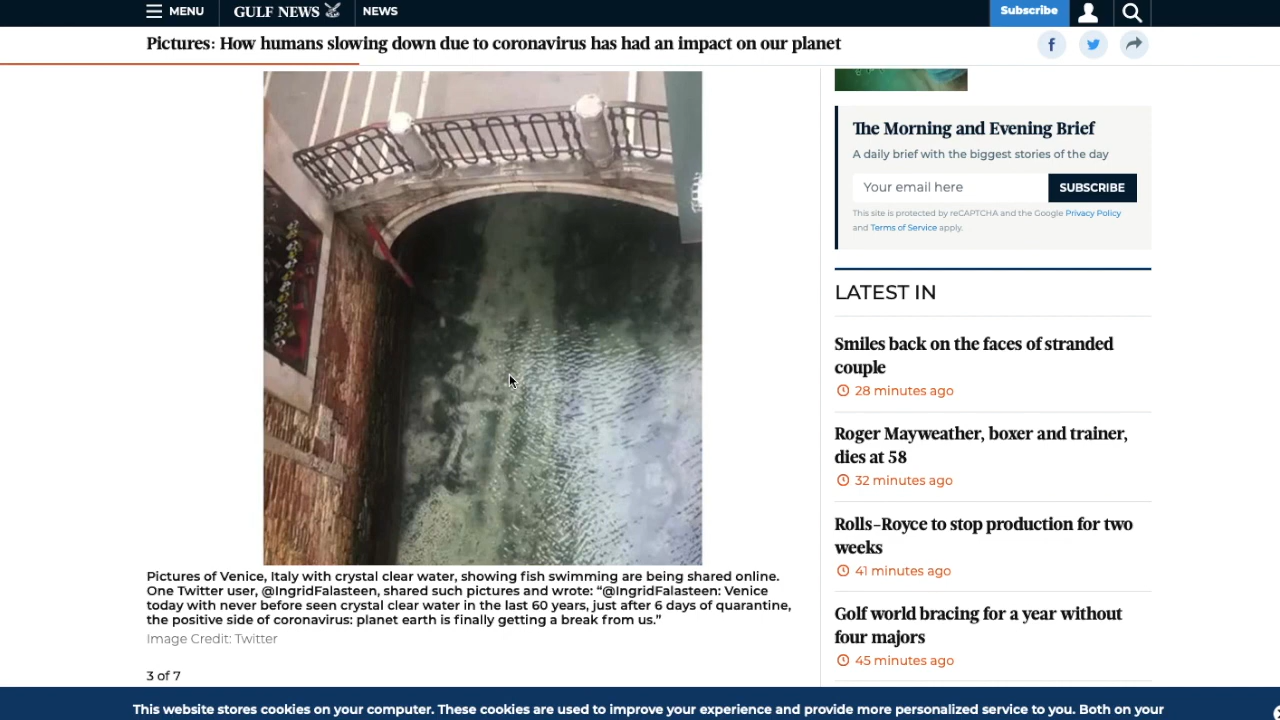 MENU
GULF NEWS
NEWS
Subscribe
Pictures: How humans slowing down due to coronavirus has had an impact on our planet
The Morning and Evening Brief
A daily brief with the biggest stories of the day
Your email here
SUBSCRIBE
This site is protected by reCAPTCHA and the Google Privacy Policy
and Terms of Service apply.
LATEST IN
Smiles back on the faces of stranded
couple
28 minutes ago
Roger Mayweather, boxer and trainer,
dies at 58
32 minutes ago
Rolls-Royce to stop production for two
weeks
41 minutes ago
Golf world bracing for a year without
four majors
45 minutes ago
Pictures of Venice, Italy with crystal clear water, showing fish swimming are being shared online.
One Twitter user, @IngridFalasteen, shared such pictures and wrote: “@IngridFalasteen: Venice
today with never before seen crystal clear water in the last 60 years, just after 6 days of quarantine,
the positive side of coronavirus: planet earth is finally getting a break from us.”
Image Credit: Twitter
3 of 7
This website stores cookies on your computer. These cookies are used to improve your experience and provide more personalized service to you. Both on your